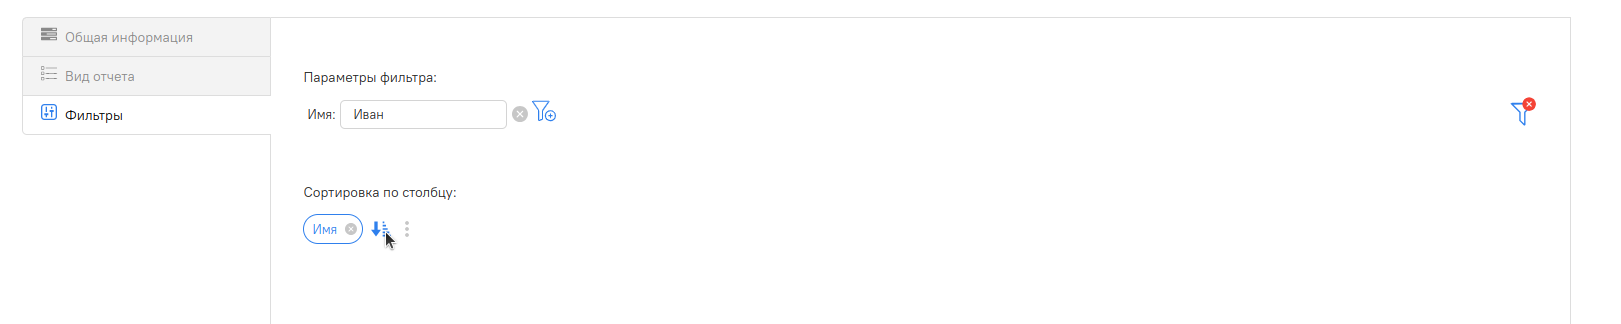 Общая информация
Вид отчета
Фильтры
Параметры фильтра:
Имя: Иван
Сортировка по столбцу:
Имя